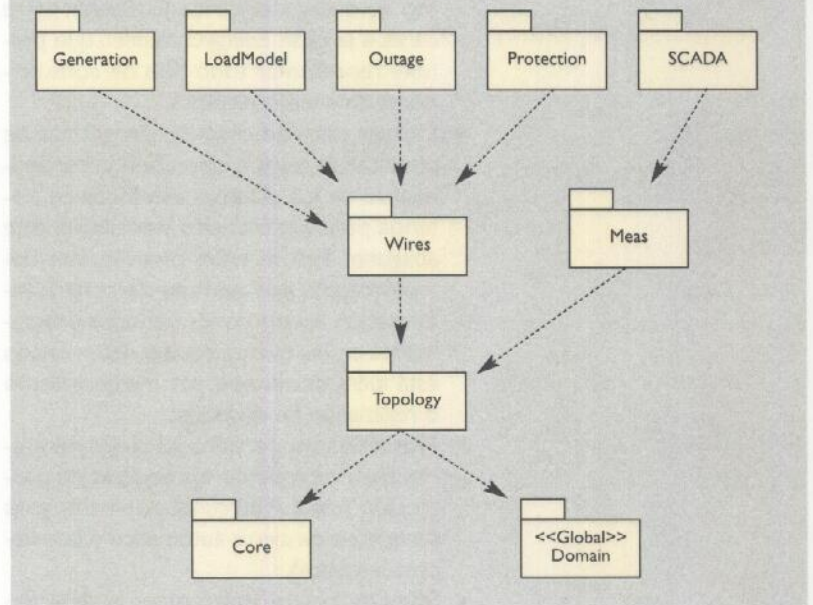 Generation
LoadModel
Outage
Protection
SCADA
Wires
Meas
Topology
Core
<<Global>>
Domain